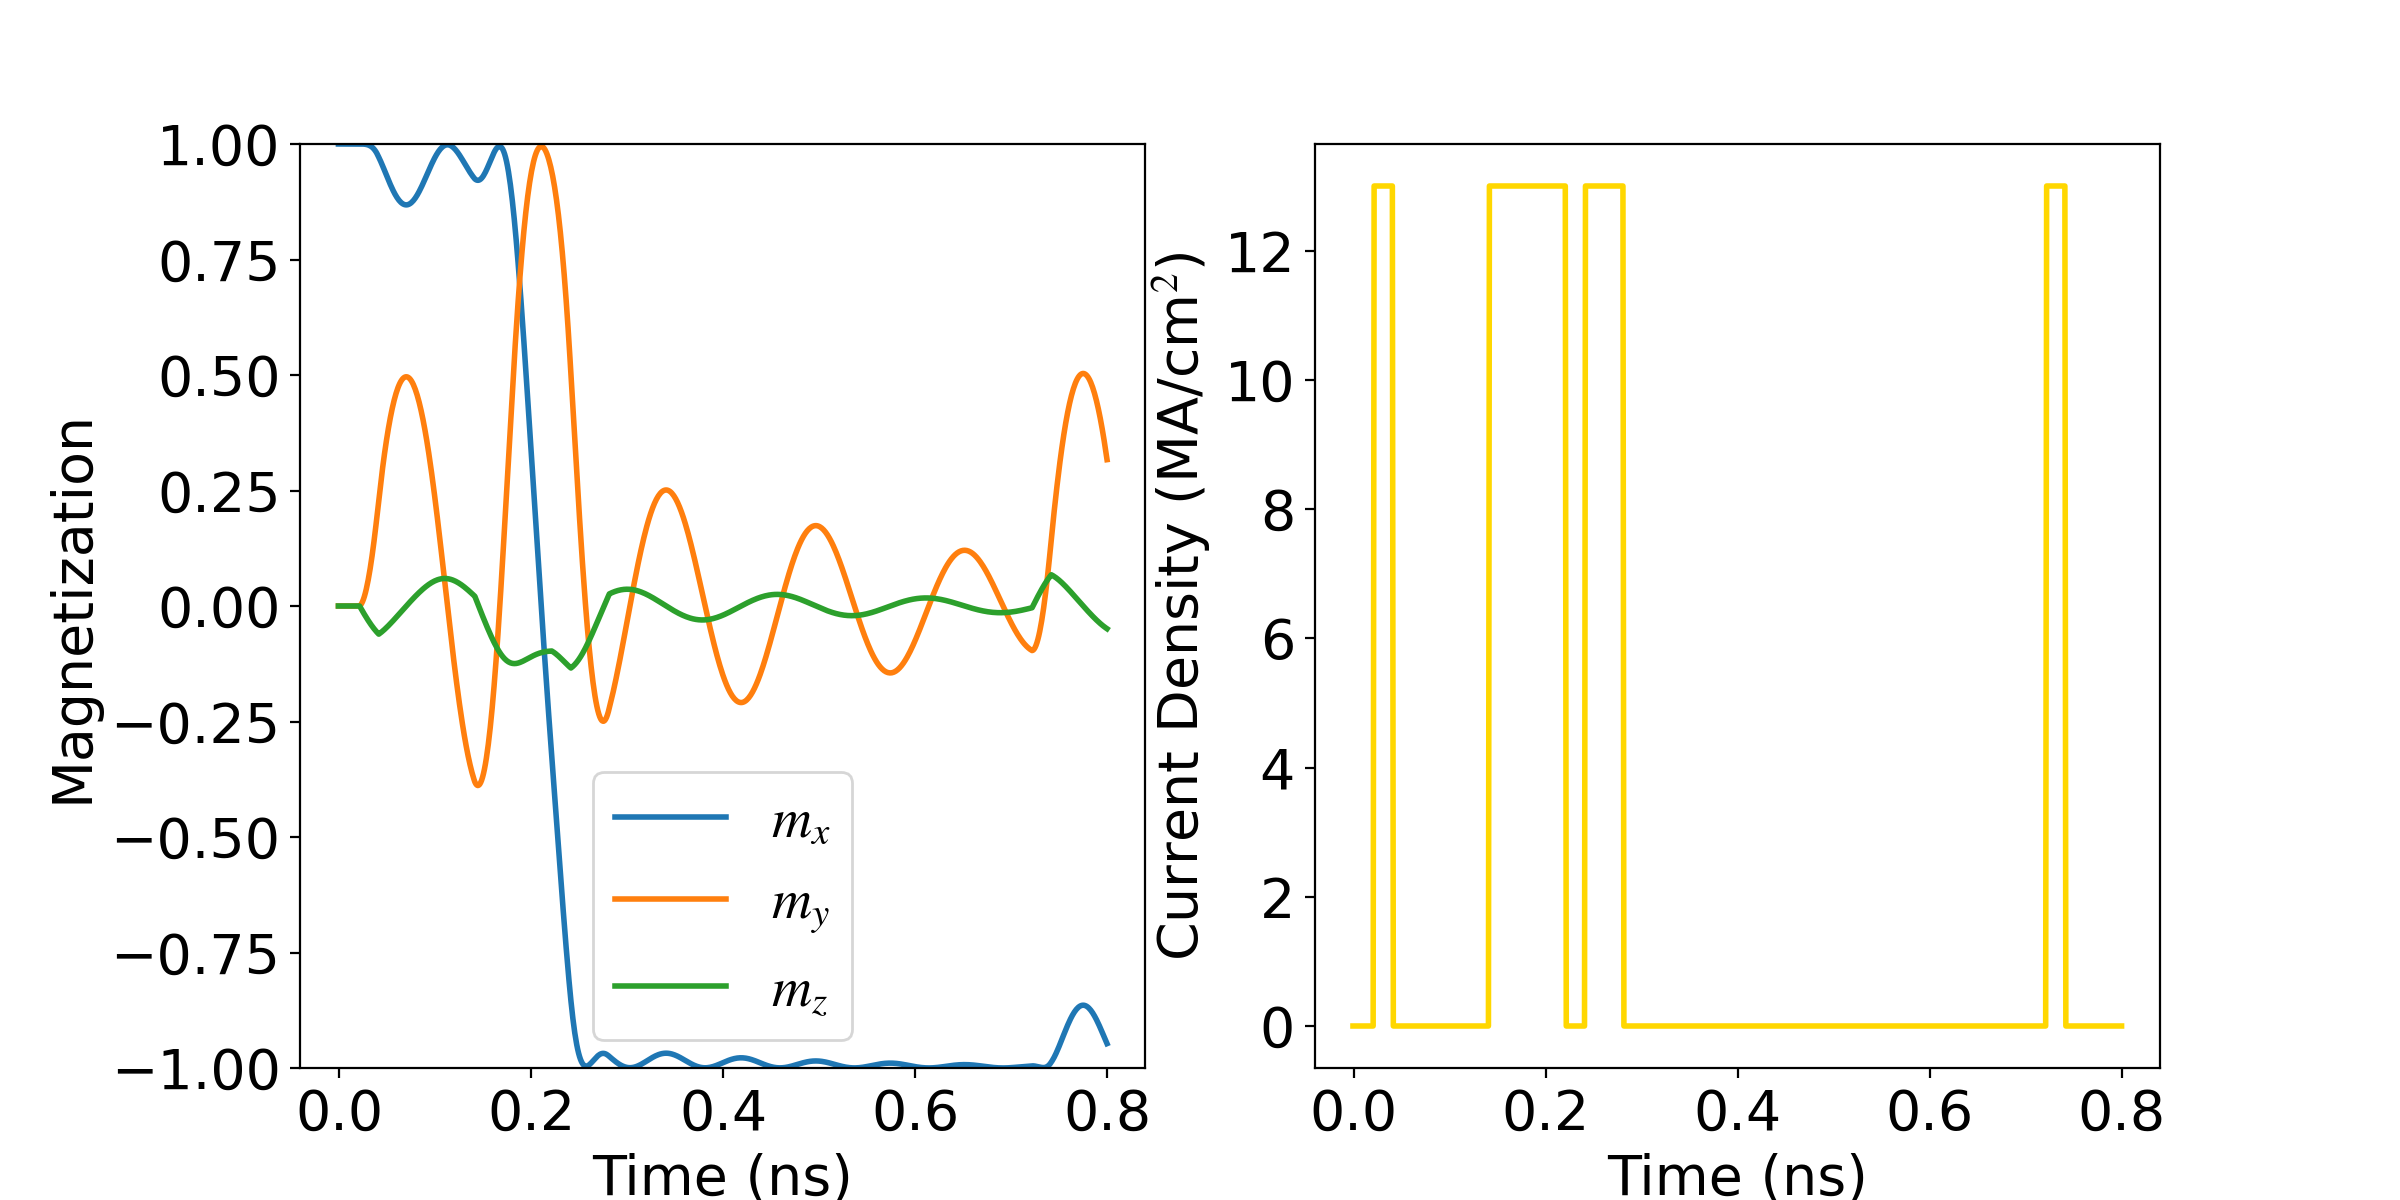 Magnetization
1.00
0.75
0.50
0.25
0.00
−0.25
−0.50
−0.75
−1.00
0.0 0.2 0.4 0.6 0.8
Time (ns)
m_x
m_y
m_z
Current Density (MA/cm²)
12
10
8
6
4
2
0
0.0 0.2 0.4 0.6 0.8
Time (ns)